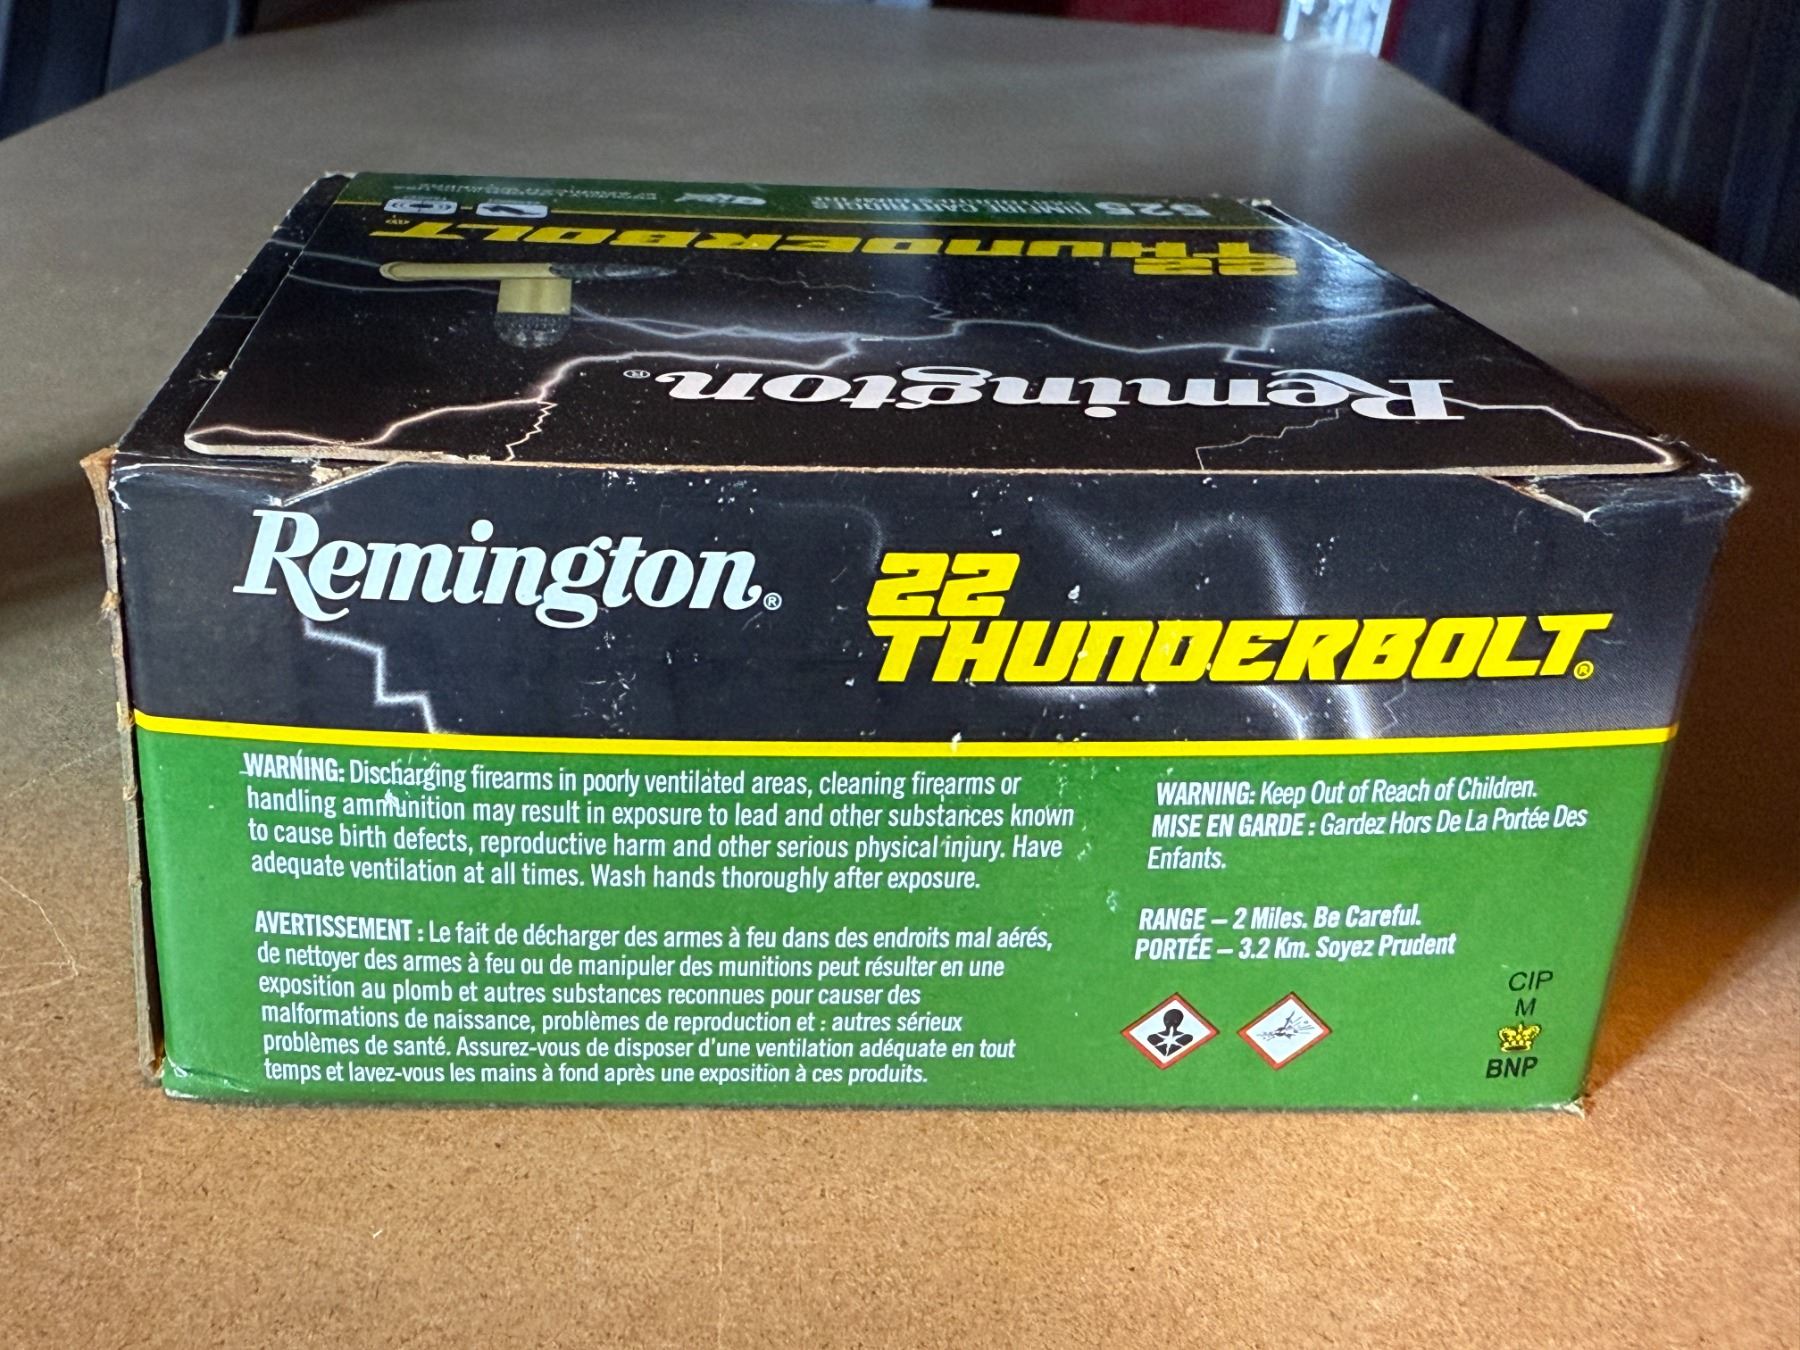 525 RIMFIRE CARTRIDGES
22
THUNDERBOLT®
Remington®
Remington®
22
THUNDERBOLT®
WARNING: Discharging firearms in poorly ventilated areas, cleaning firearms or
handling ammunition may result in exposure to lead and other substances known
to cause birth defects, reproductive harm and other serious physical injury. Have
adequate ventilation at all times. Wash hands thoroughly after exposure.
AVERTISSEMENT : Le fait de décharger des armes à feu dans des endroits mal aérés,
de nettoyer des armes à feu ou de manipuler des munitions peut résulter en une
exposition au plomb et autres substances reconnues pour causer des
malformations de naissance, problèmes de reproduction et : autres sérieux
problèmes de santé. Assurez-vous de disposer d'une ventilation adéquate en tout
temps et lavez-vous les mains à fond après une exposition à ces produits.
WARNING: Keep Out of Reach of Children.
MISE EN GARDE : Gardez Hors De La Portée Des
Enfants.
RANGE – 2 Miles. Be Careful.
PORTÉE – 3.2 Km. Soyez Prudent
CIP
M
BNP